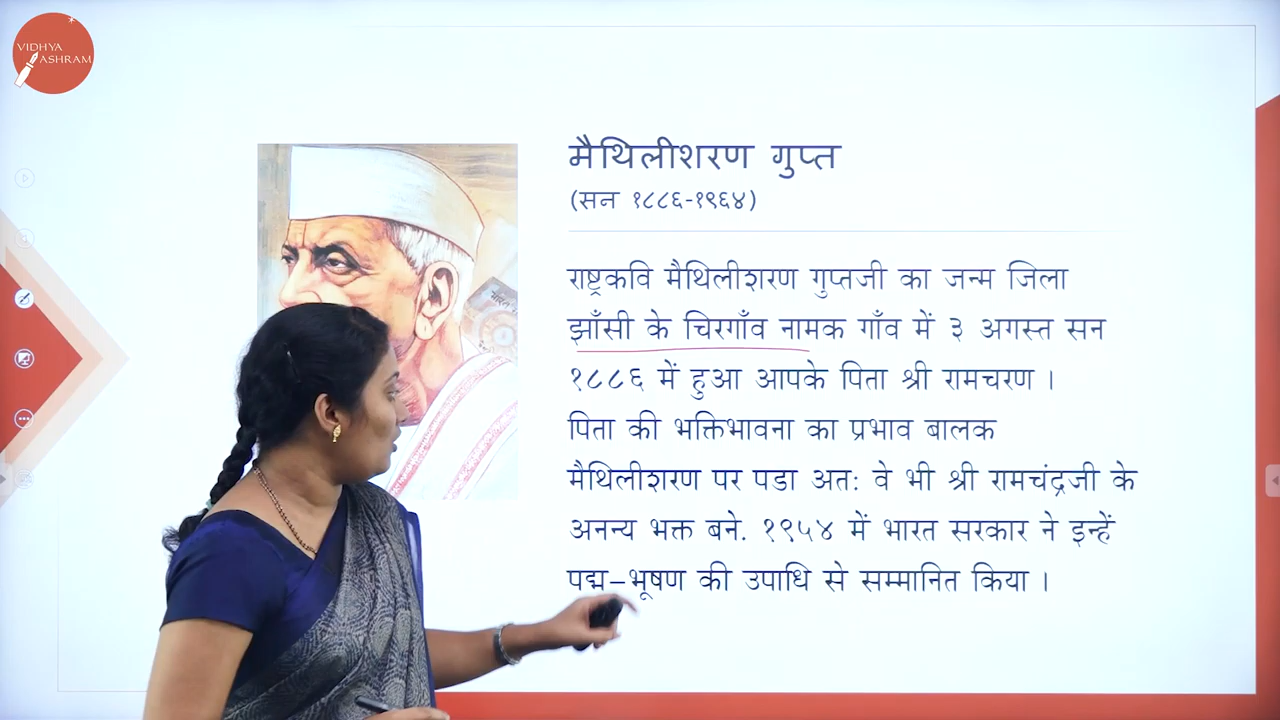 VIDHYA
ASHRAM
मैथिलीशरण गुप्त
(सन १८८६-१९६४)
राष्ट्रकवि मैथिलीशरण गुप्तजी का जन्म जिला
झाँसी के चिरगाँव नामक गाँव में ३ अगस्त सन
१८८६ में हुआ आपके पिता श्री रामचरण ।
पिता की भक्तिभावना का प्रभाव बालक
मैथिलीशरण पर पडा अतः वे भी श्री रामचंद्रजी के
अनन्य भक्त बने. १९५४ में भारत सरकार ने इन्हें
पद्म–भूषण की उपाधि से सम्मानित किया ।